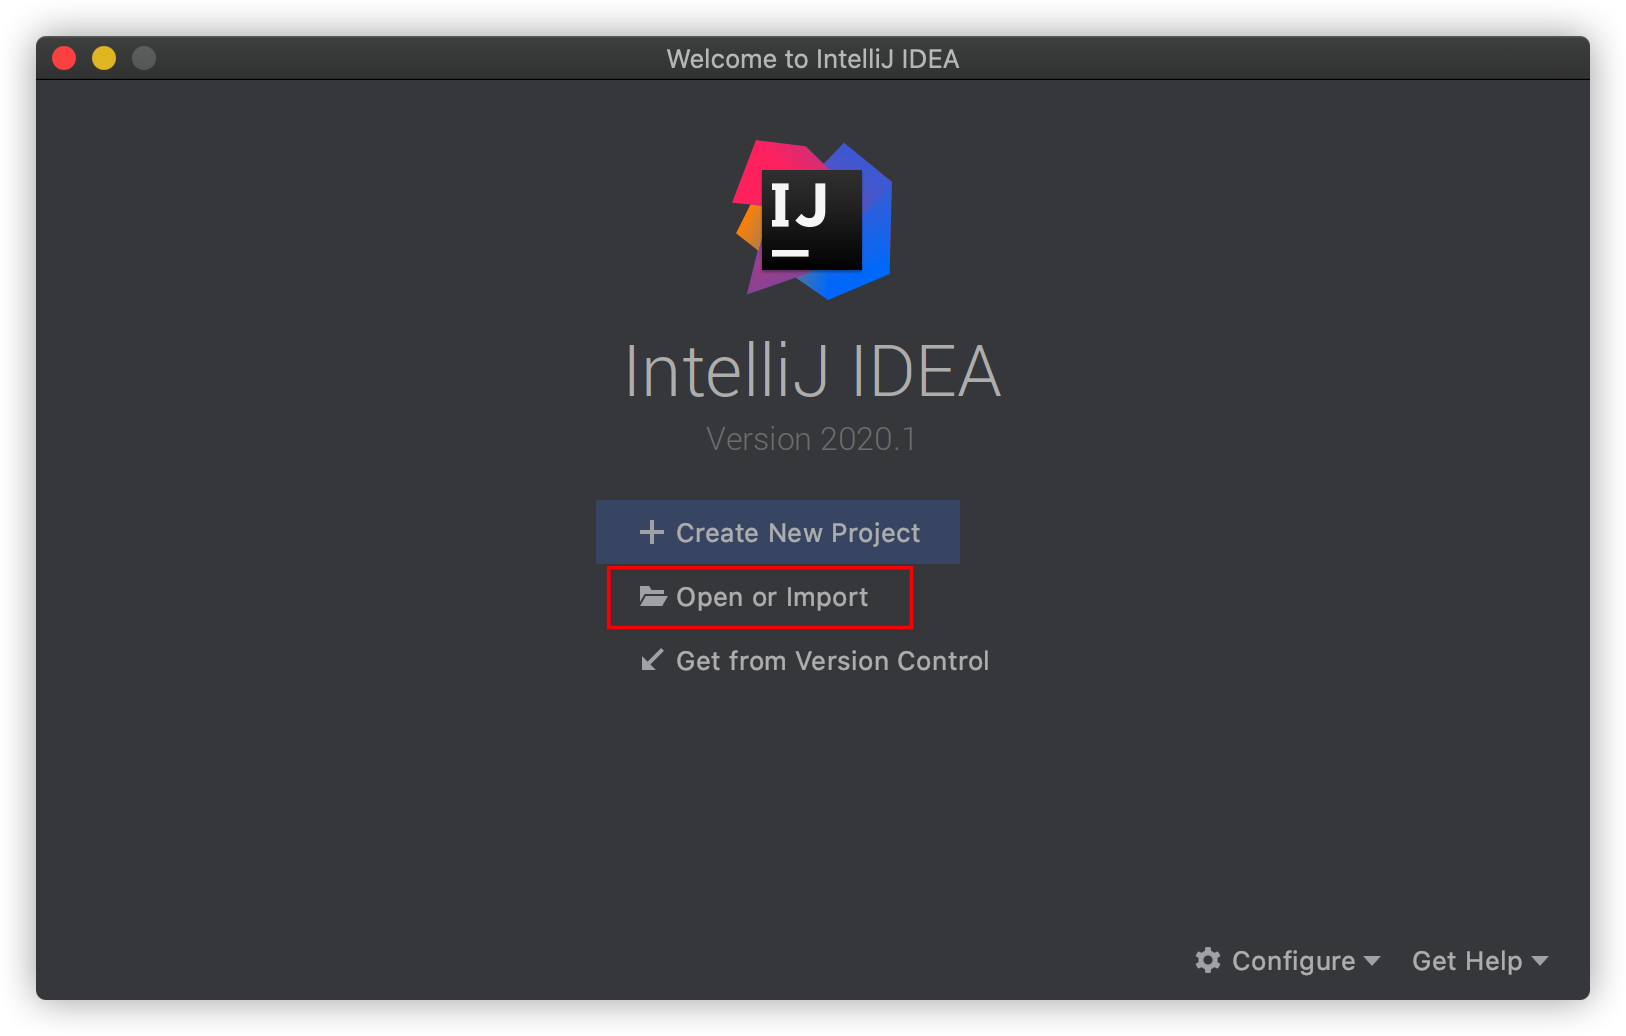 Welcome to IntelliJ IDEA
IJ
IntelliJ IDEA
Version 2020.1
Create New Project
Open or Import
Get from Version Control
Configure
Get Help